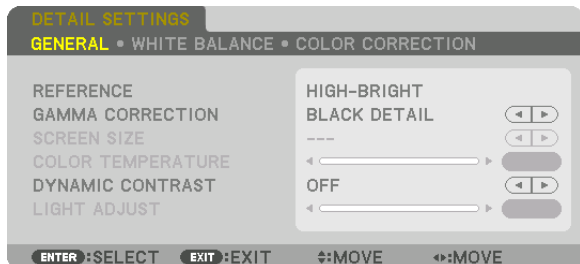 DETAIL SETTINGS
GENERAL • WHITE BALANCE • COLOR CORRECTION
REFERENCE HIGH-BRIGHT
GAMMA CORRECTION BLACK DETAIL
SCREEN SIZE ---
COLOR TEMPERATURE
DYNAMIC CONTRAST OFF
LIGHT ADJUST
ENTER :SELECT EXIT :EXIT :MOVE :MOVE